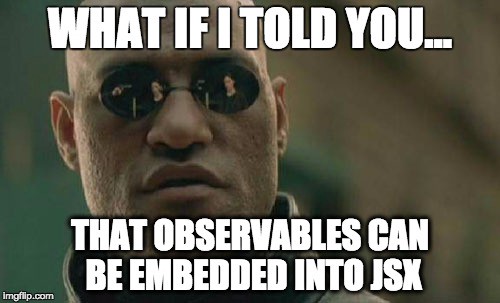 WHAT IF I TOLD YOU...
THAT OBSERVABLES CAN
BE EMBEDDED INTO JSX
imgflip.com